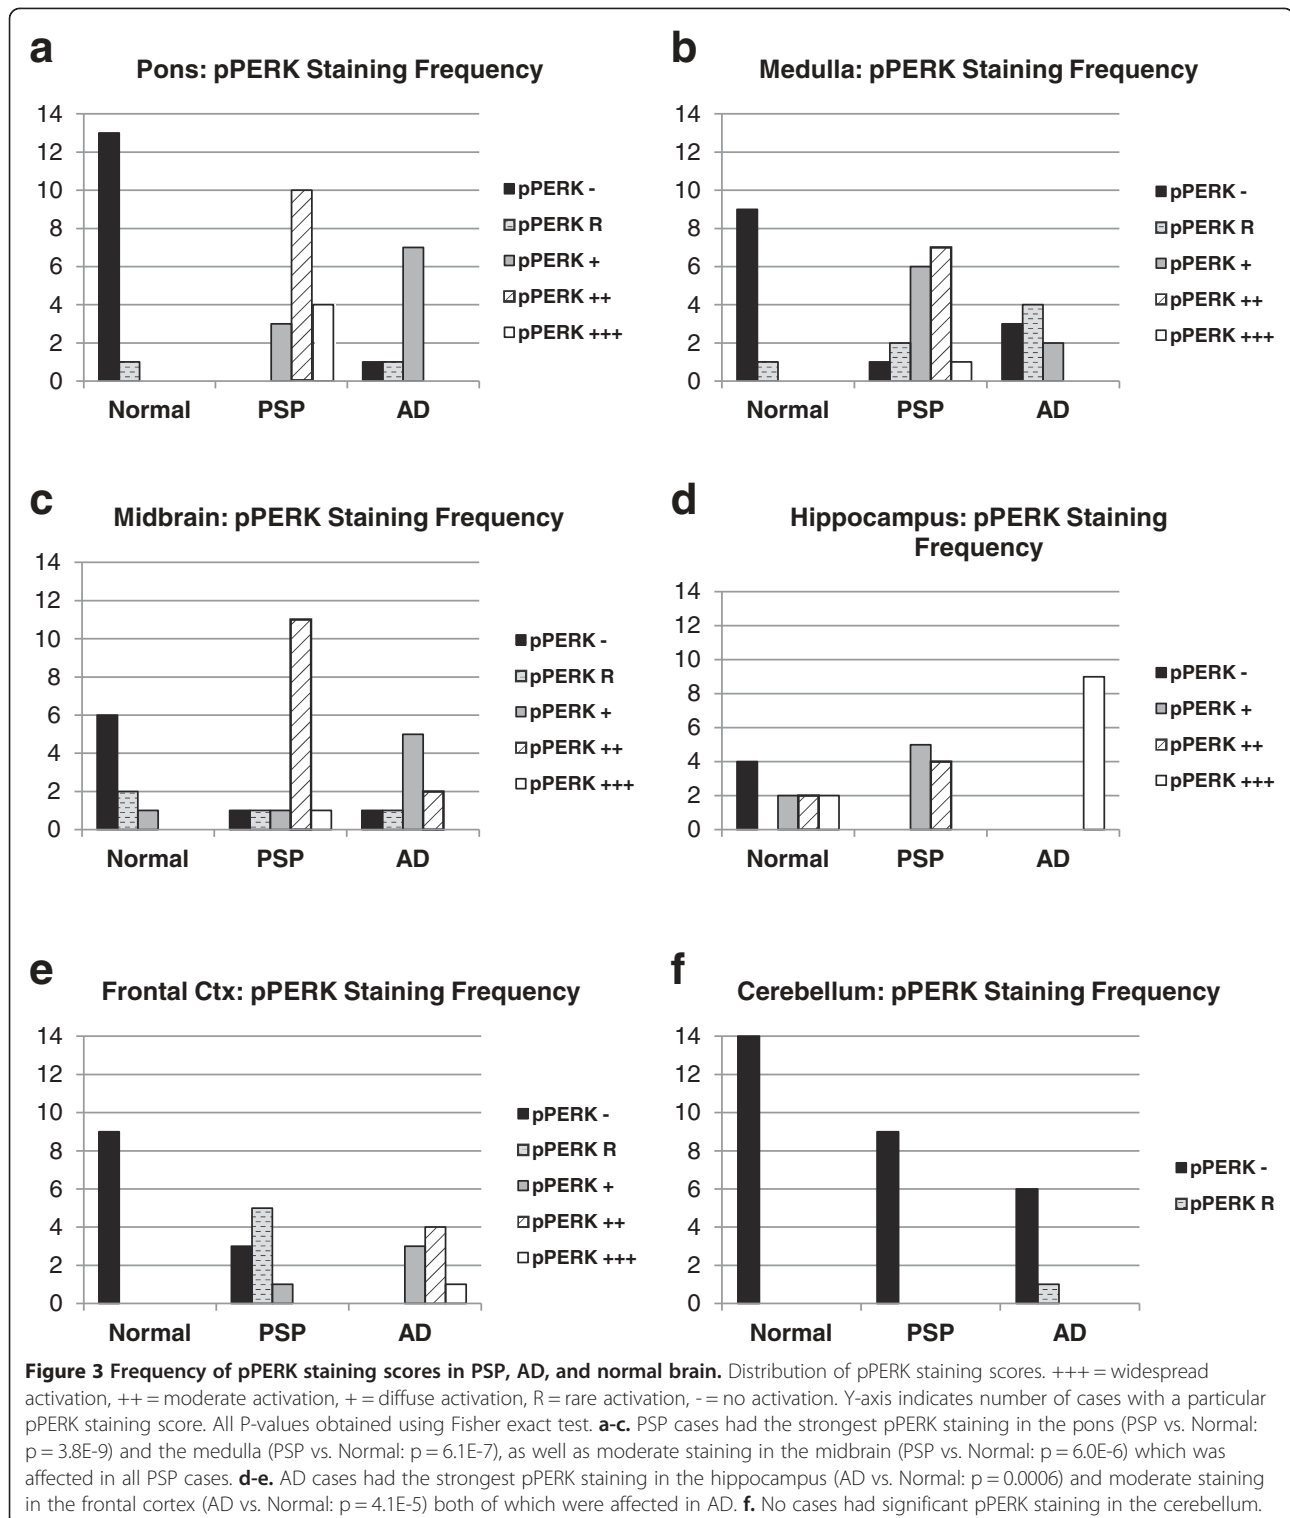 a
Pons: pPERK Staining Frequency
14
12
10
8
6
4
2
0
Normal PSP AD
pPERK -
pPERK R
pPERK +
pPERK ++
pPERK +++
b
Medulla: pPERK Staining Frequency
14
12
10
8
6
4
2
0
Normal PSP AD
pPERK -
pPERK R
pPERK +
pPERK ++
pPERK +++
c
Midbrain: pPERK Staining Frequency
14
12
10
8
6
4
2
0
Normal PSP AD
pPERK -
pPERK R
pPERK +
pPERK ++
pPERK +++
d
Hippocampus: pPERK Staining
Frequency
14
12
10
8
6
4
2
0
Normal PSP AD
pPERK -
pPERK +
pPERK ++
pPERK +++
e
Frontal Ctx: pPERK Staining Frequency
14
12
10
8
6
4
2
0
Normal PSP AD
pPERK -
pPERK R
pPERK +
pPERK ++
pPERK +++
f
Cerebellum: pPERK Staining Frequency
14
12
10
8
6
4
2
0
Normal PSP AD
pPERK -
pPERK R
Figure 3 Frequency of pPERK staining scores in PSP, AD, and normal brain. Distribution of pPERK staining scores. +++ = widespread
activation, ++ = moderate activation, + = diffuse activation, R = rare activation, - = no activation. Y-axis indicates number of cases with a particular
pPERK staining score. All P-values obtained using Fisher exact test. a-c. PSP cases had the strongest pPERK staining in the pons (PSP vs. Normal:
p = 3.8E-9) and the medulla (PSP vs. Normal: p = 6.1E-7), as well as moderate staining in the midbrain (PSP vs. Normal: p = 6.0E-6) which was
affected in all PSP cases. d-e. AD cases had the strongest pPERK staining in the hippocampus (AD vs. Normal: p = 0.0006) and moderate staining
in the frontal cortex (AD vs. Normal: p = 4.1E-5) both of which were affected in AD. f. No cases had significant pPERK staining in the cerebellum.